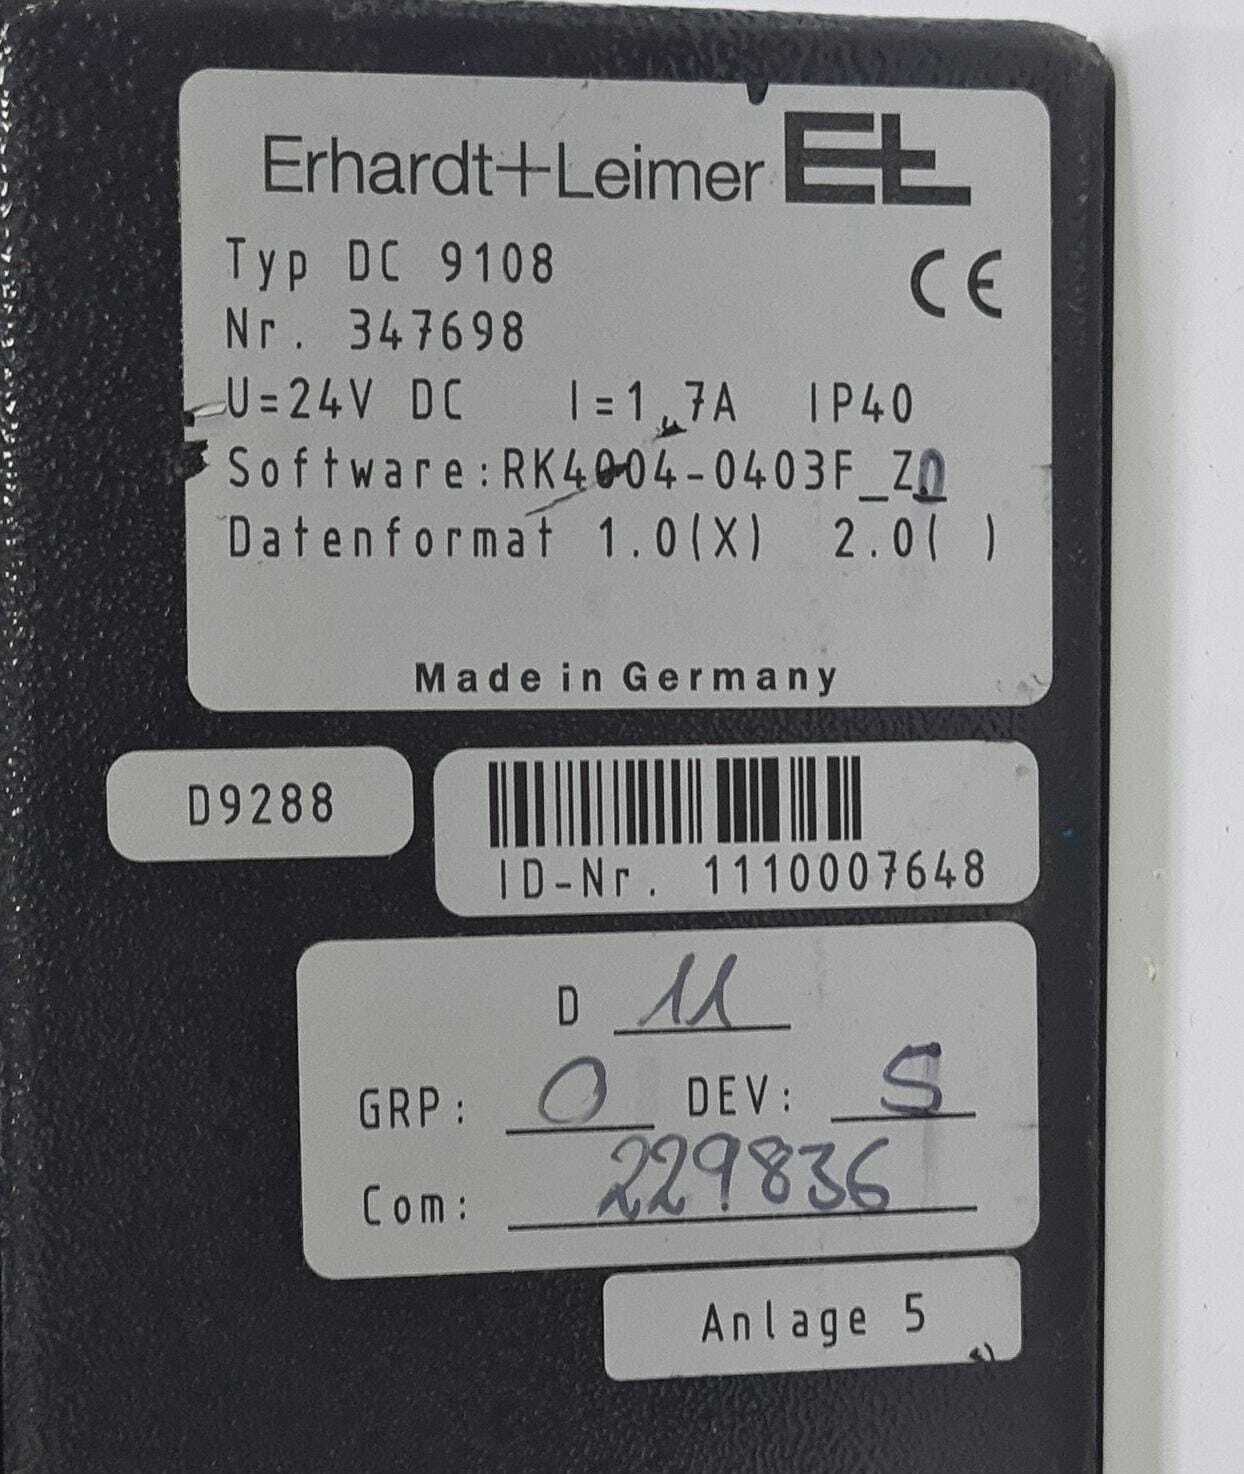 Erhardt+Leimer E+L
Typ DC 9108
CE
Nr. 347698
U=24V DC I=1,7A IP40
Software:RK4004-0403F_Z0
Datenformat 1.0(X) 2.0( )
Made in Germany
D9288
ID-Nr. 1110007648
D 11
GRP: 0 DEV: 5
Com: 229836
Anlage 5